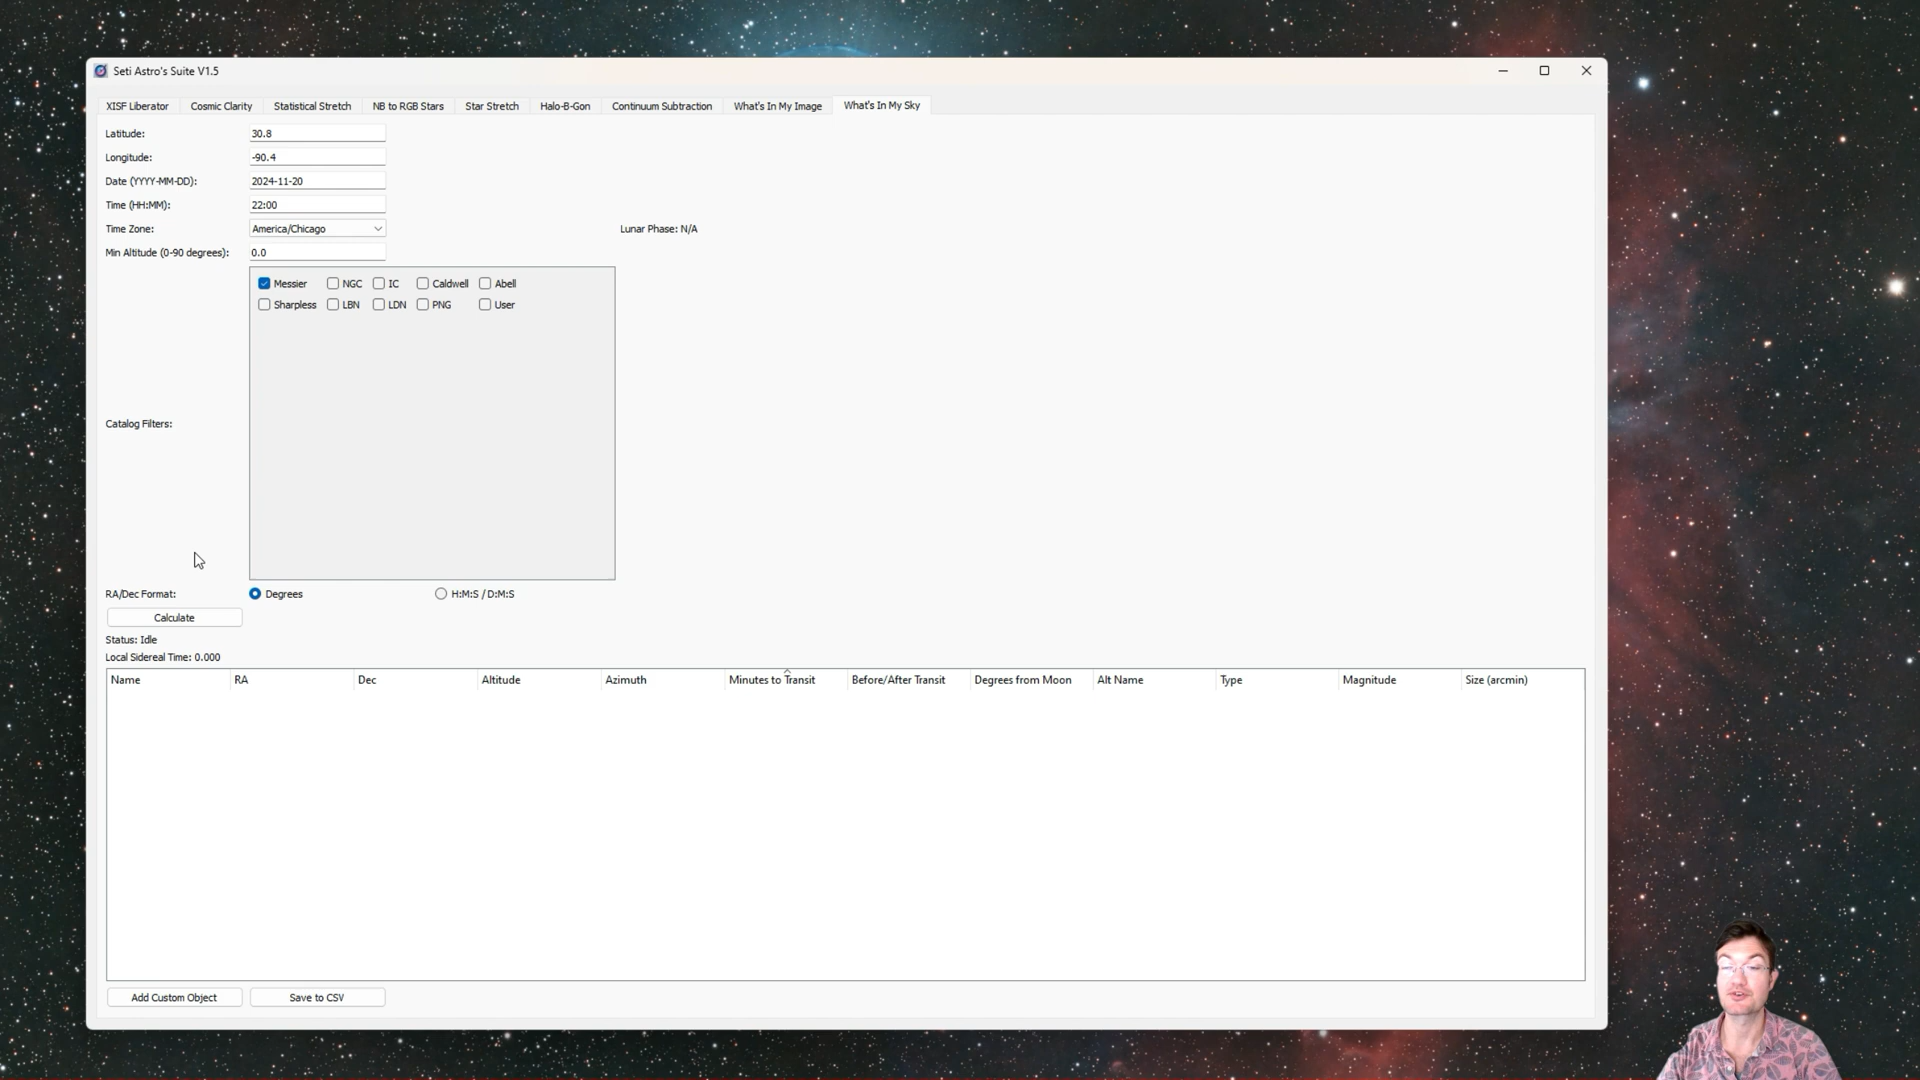 Seti Astro's Suite V1.5
XISF Liberator Cosmic Clarity Statistical Stretch NB to RGB Stars Star Stretch Halo-B-Gon Continuum Subtraction What's In My Image What's In My Sky
Latitude: 30.8
Longitude: -90.4
Date (YYYY-MM-DD): 2024-11-20
Time (HH:MM): 22:00
Time Zone: America/Chicago Lunar Phase: N/A
Min Altitude (0-90 degrees): 0.0
Messier NGC IC Caldwell Abell
Sharpless LBN LDN PNG User
Catalog Filters:
RA/Dec Format: Degrees H:M:S / D:M:S
Calculate
Status: Idle
Local Sidereal Time: 0.000
Name RA Dec Altitude Azimuth Minutes to Transit Before/After Transit Degrees from Moon Alt Name Type Magnitude Size (arcmin)
Add Custom Object Save to CSV